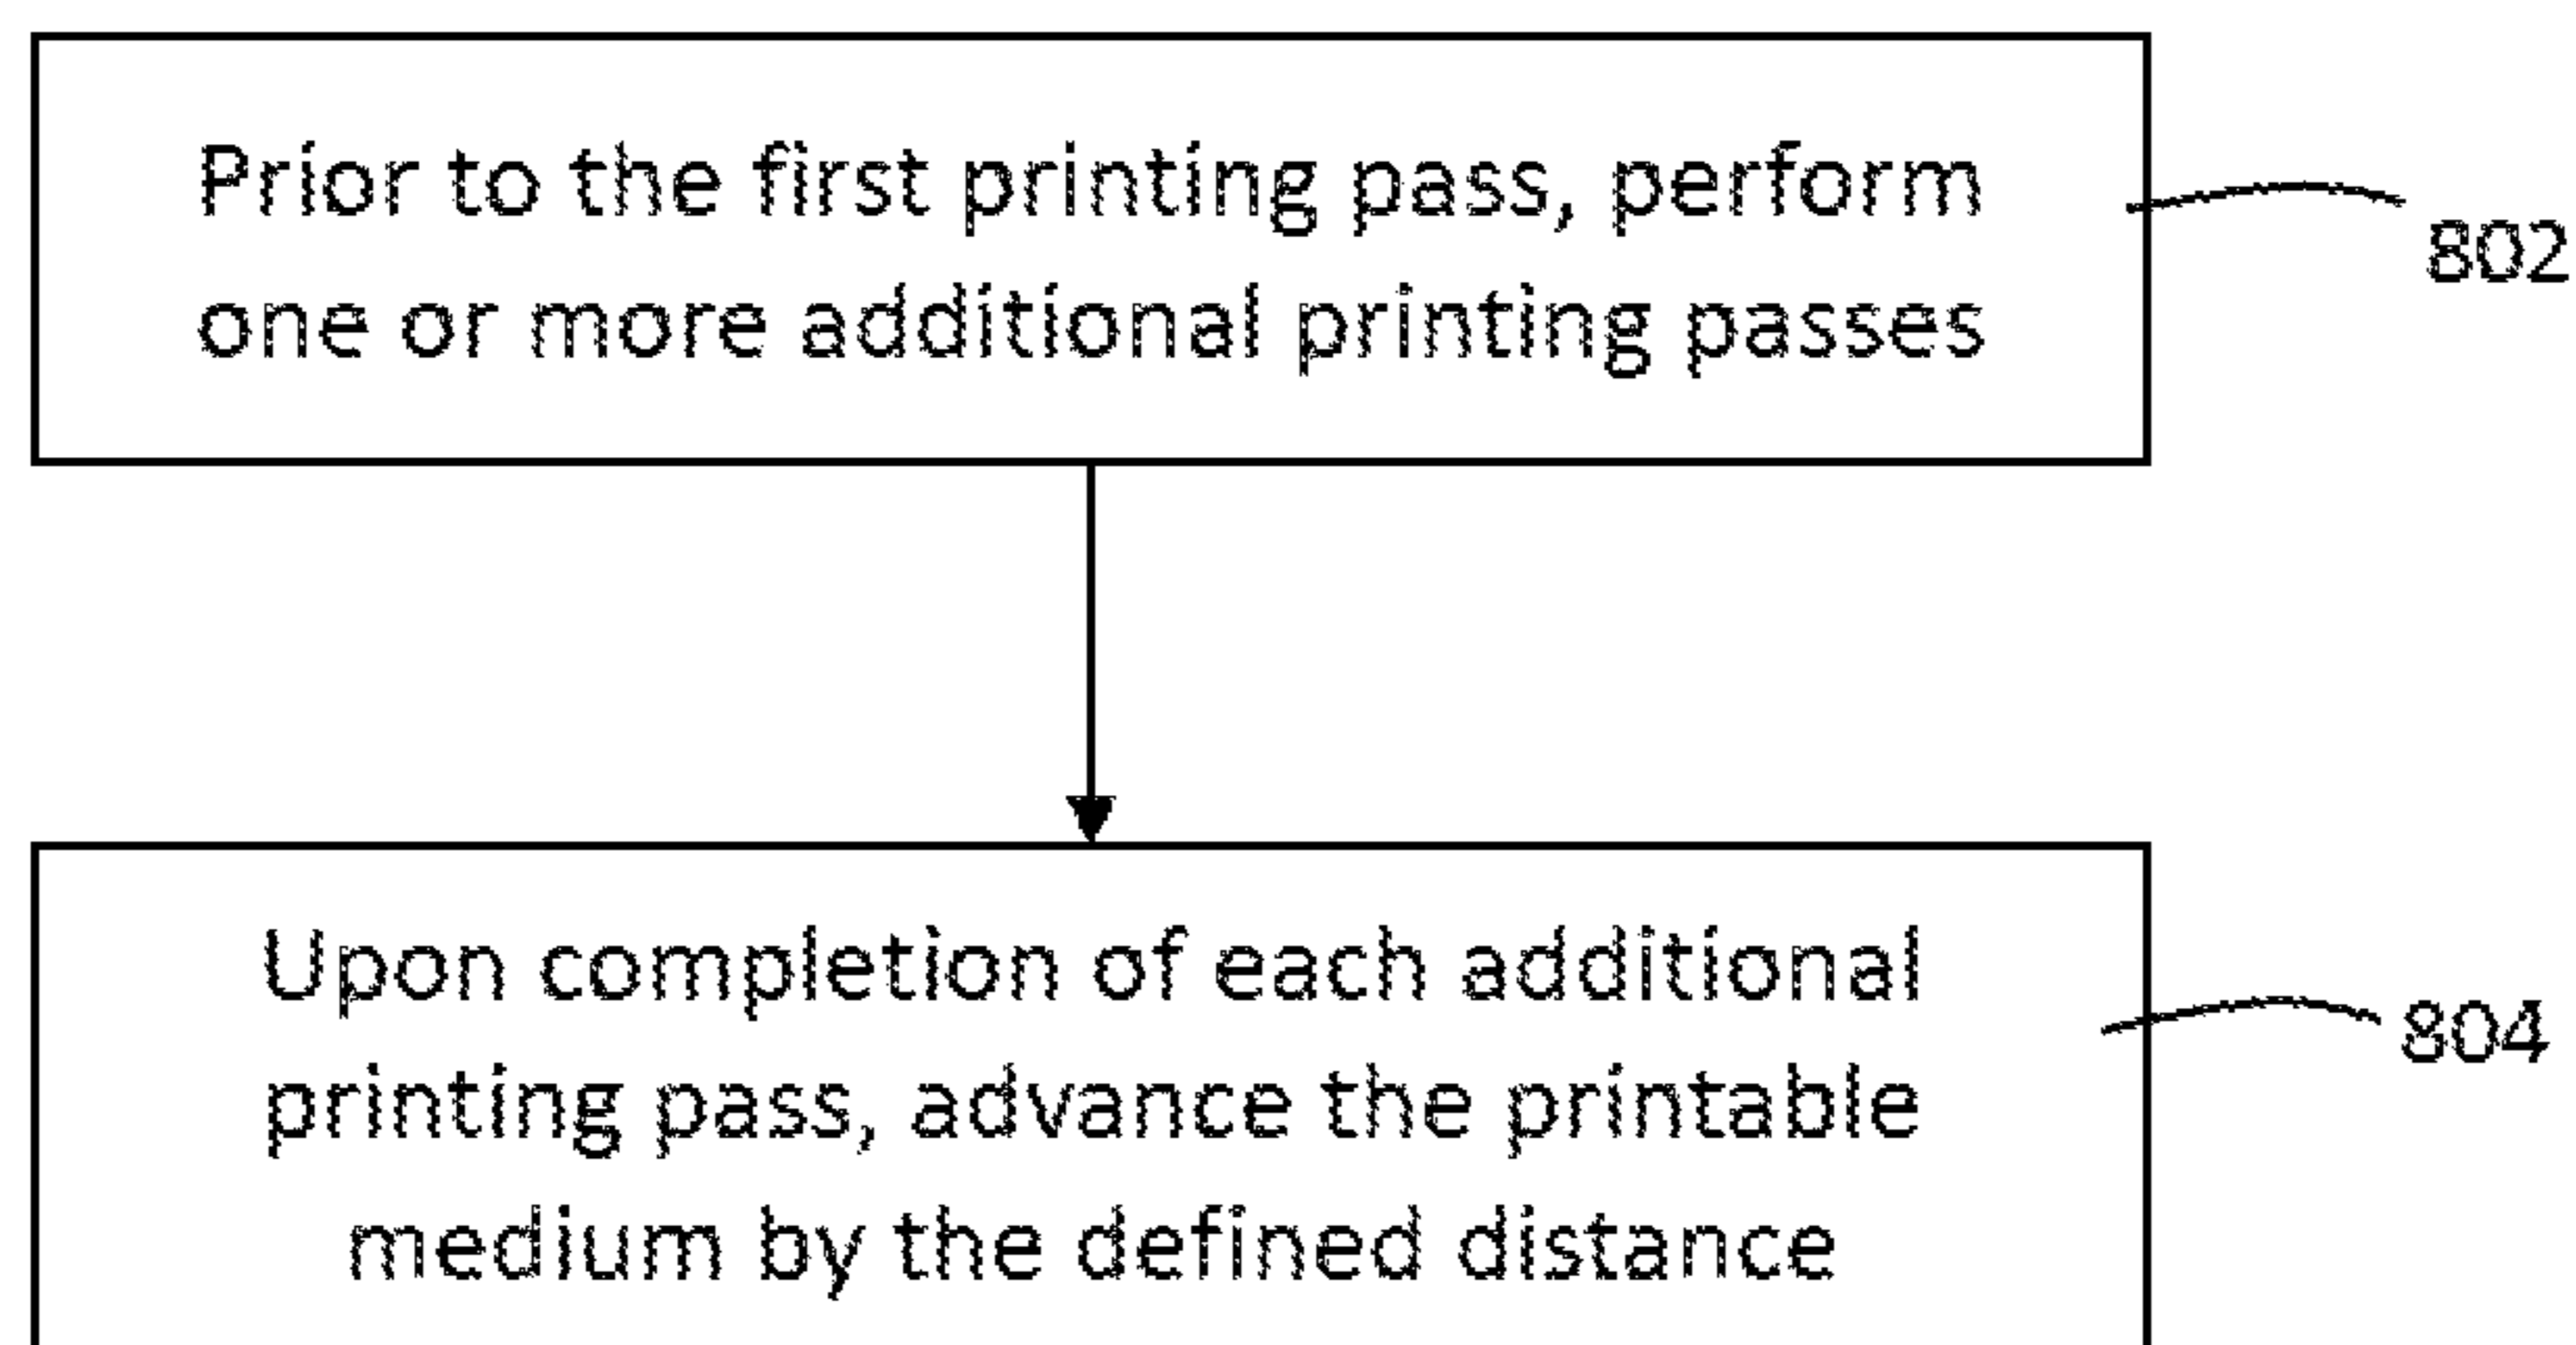 Prior to the first printing pass, perform
one or more additional printing passes
802
Upon completion of each additional
printing pass, advance the printable
medium by the defined distance
804